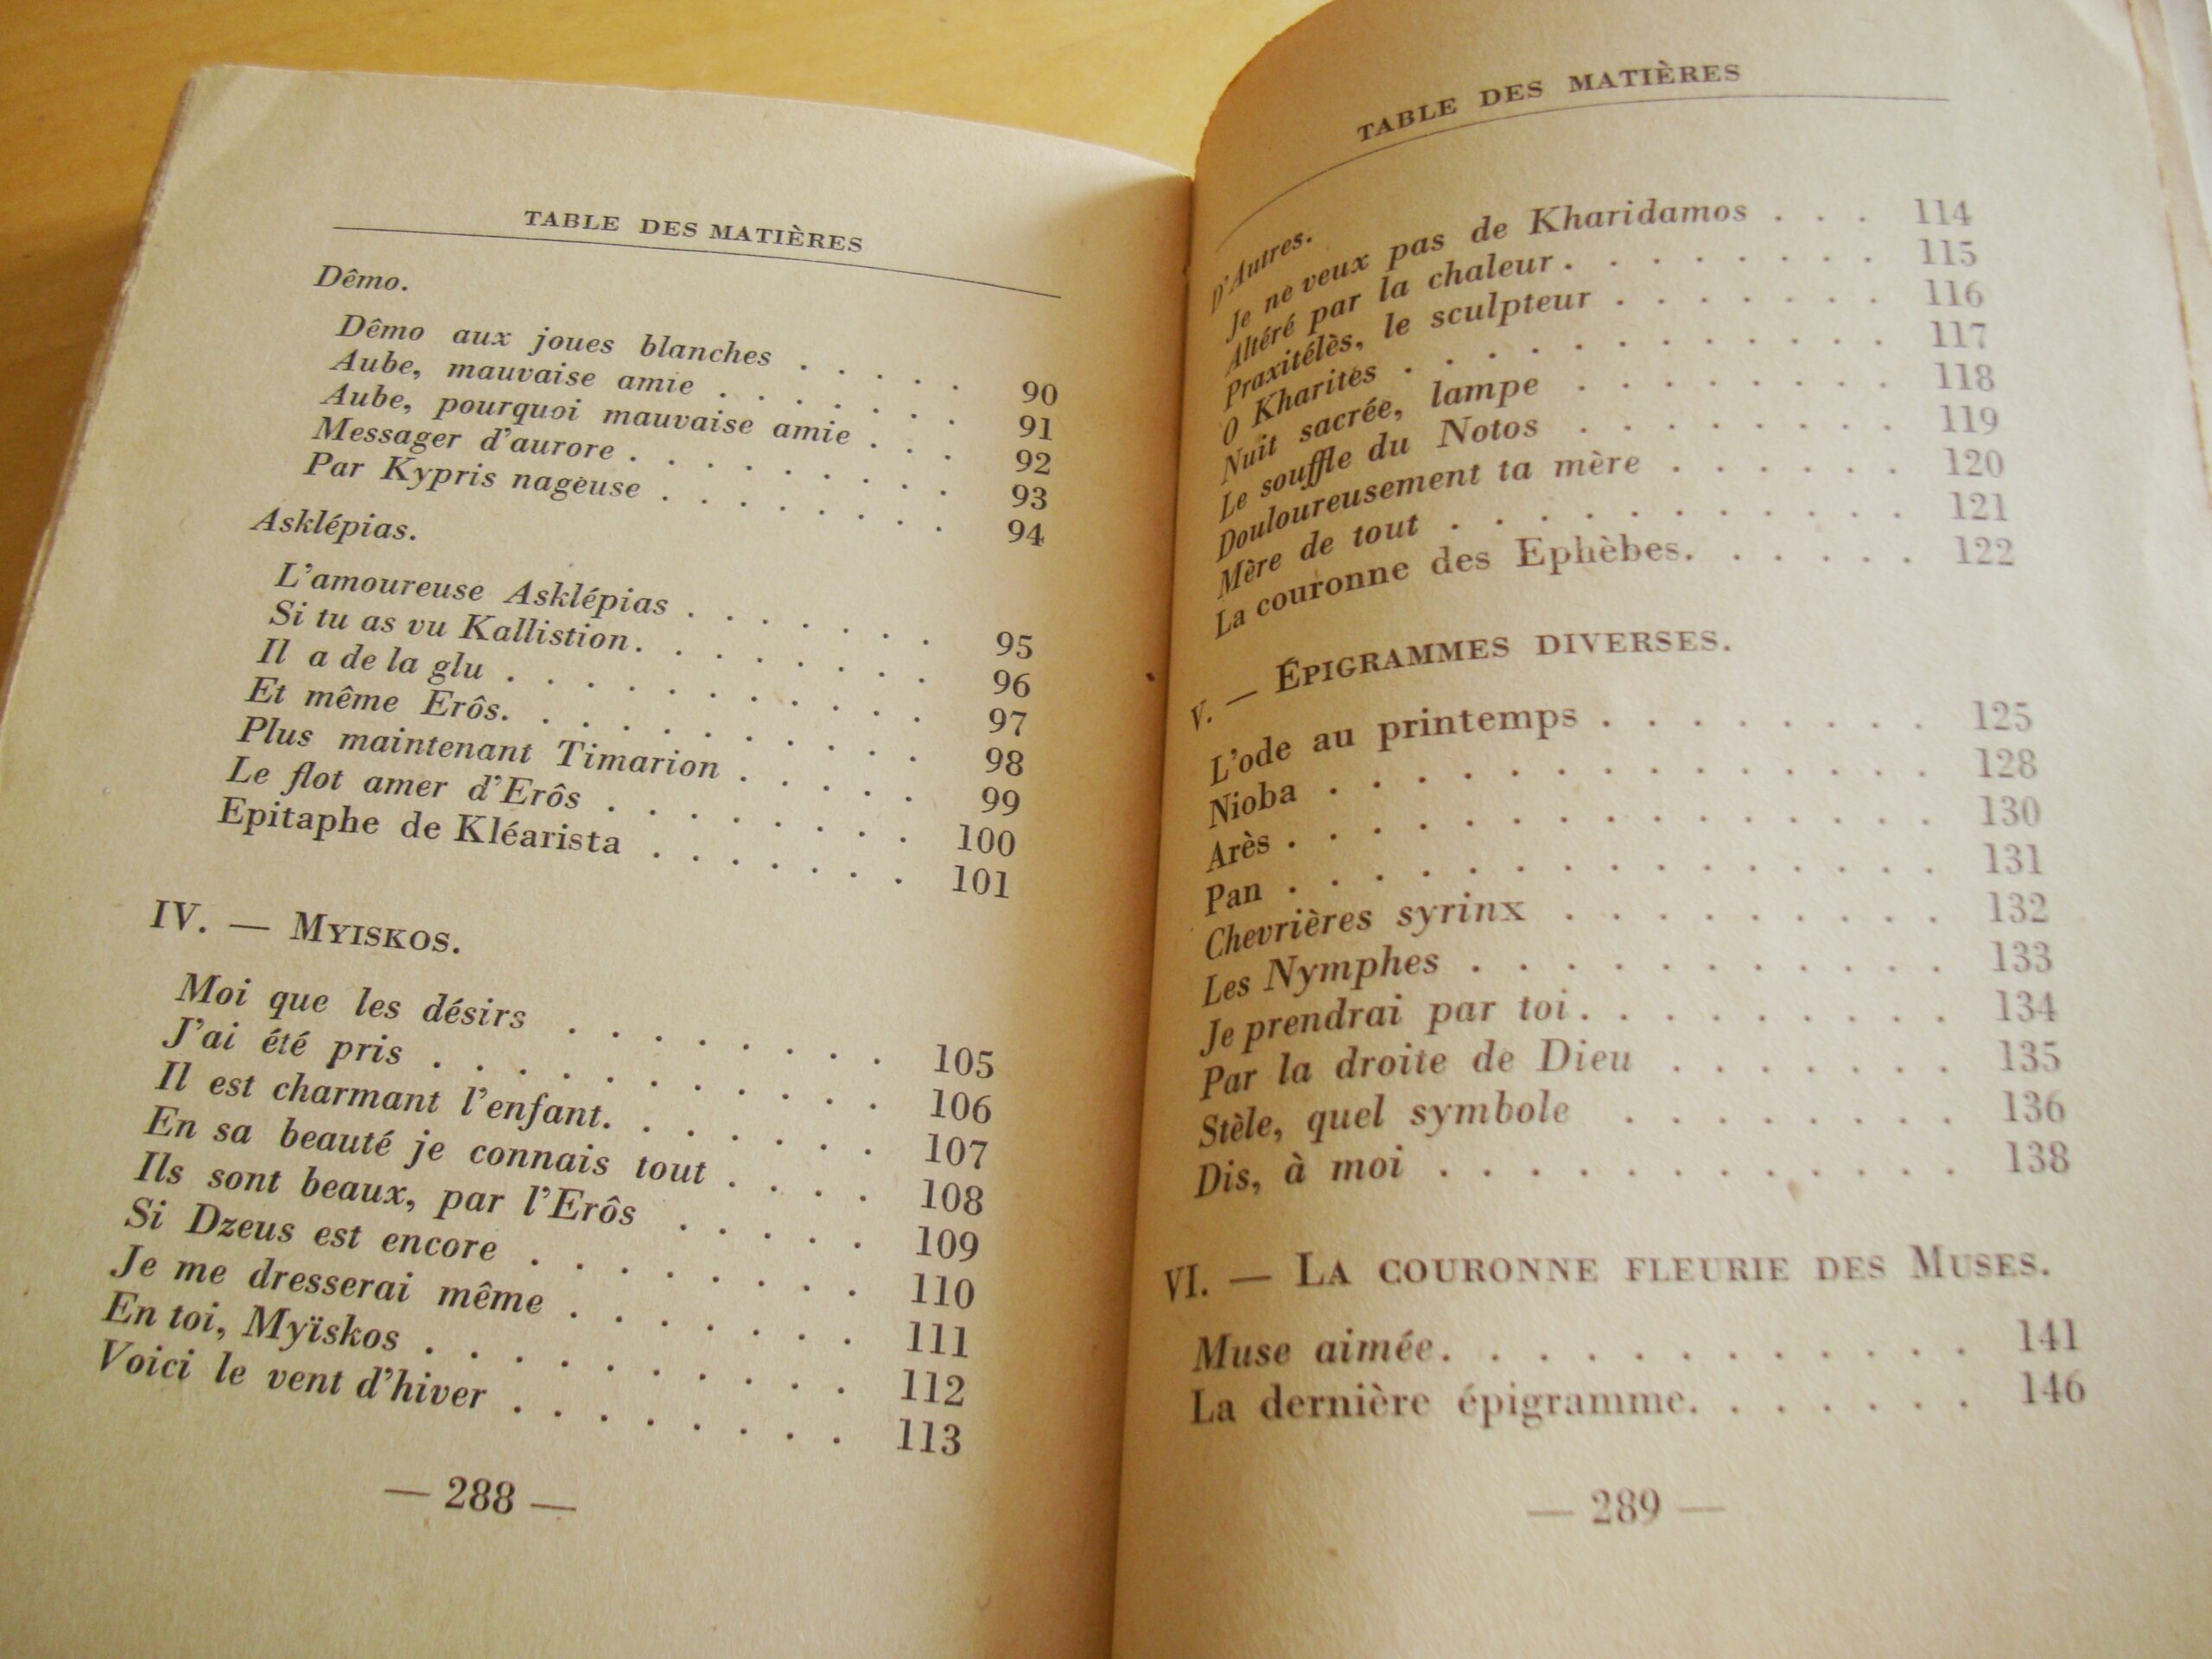 TABLE DES MATIÈRES
Dêmo.
Dêmo aux joues blanches . . . . . 90
Aube, mauvaise amie . . . . . . . 91
Aube, pourquoi mauvaise amie . . . 92
Messager d'aurore . . . . . . . . . 93
Par Kypris nageuse . . . . . . . . 94
Asklépias.
L'amoureuse Asklépias . . . . . . . 95
Si tu as vu Kallistion. . . . . . . . 96
Il a de la glu . . . . . . . . . . . 97
Et même Erôs. . . . . . . . . . . 98
Plus maintenant Timarion . . . . . 99
Le flot amer d'Erôs . . . . . . . . 100
Epitaphe de Kléarista . . . . . . . 101
IV. — MYISKOS.
Moi que les désirs . . . . . . . . 105
J'ai été pris . . . . . . . . . . . 106
Il est charmant l'enfant. . . . . . . 107
En sa beauté je connais tout . . . . 108
Ils sont beaux, par l'Erôs . . . . . 109
Si Dzeus est encore . . . . . . . . 110
Je me dresserai même . . . . . . . 111
En toi, Myïskos . . . . . . . . . . 112
Voici le vent d'hiver . . . . . . . . 113
— 288 —
TABLE DES MATIÈRES
D'Autres.
Je ne veux pas de Kharidamos . . . 114
Altéré par la chaleur . . . . . . . . 115
Praxitélès, le sculpteur . . . . . . . 116
O Kharites . . . . . . . . . . . . 117
Nuit sacrée, lampe . . . . . . . . 118
Le souffle du Notos . . . . . . . . 119
Douloureusement ta mère . . . . . . 120
Mère de tout . . . . . . . . . . . 121
La couronne des Ephèbes. . . . . . 122
V. — ÉPIGRAMMES DIVERSES.
L'ode au printemps . . . . . . . . 125
Nioba . . . . . . . . . . . . . . 128
Arès . . . . . . . . . . . . . . . 130
Pan . . . . . . . . . . . . . . . 131
Chevrières syrinx . . . . . . . . . 132
Les Nymphes . . . . . . . . . . . 133
Je prendrai par toi. . . . . . . . . 134
Par la droite de Dieu . . . . . . . 135
Stèle, quel symbole . . . . . . . . 136
Dis, à moi . . . . . . . . . . . . 138
VI. — LA COURONNE FLEURIE DES MUSES.
Muse aimée. . . . . . . . . . . . 141
La dernière épigramme. . . . . . . 146
— 289 —